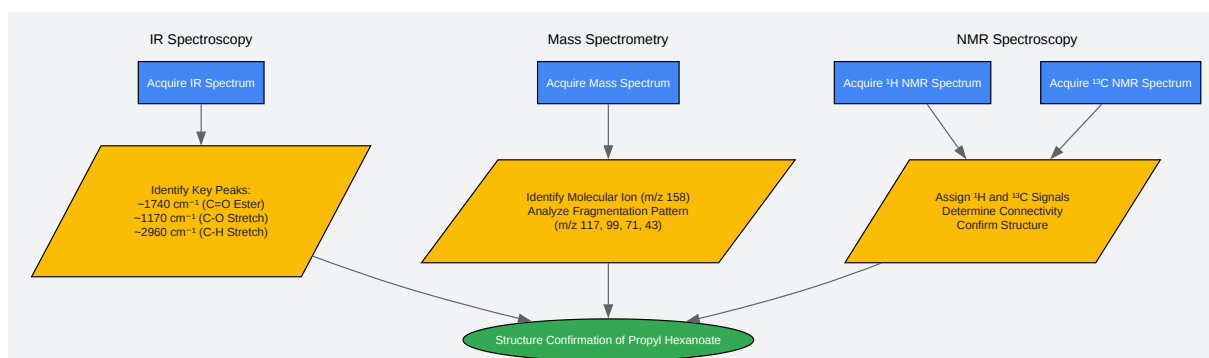 IR Spectroscopy
Mass Spectrometry
NMR Spectroscopy
Acquire IR Spectrum
Acquire Mass Spectrum
Acquire ¹H NMR Spectrum
Acquire ¹³C NMR Spectrum
Identify Key Peaks:
~1740 cm⁻¹ (C=O Ester)
~1170 cm⁻¹ (C-O Stretch)
~2960 cm⁻¹ (C-H Stretch)
Identify Molecular Ion (m/z 158)
Analyze Fragmentation Pattern
(m/z 117, 99, 71, 43)
Assign ¹H and ¹³C Signals
Determine Connectivity
Confirm Structure
Structure Confirmation of Propyl Hexanoate